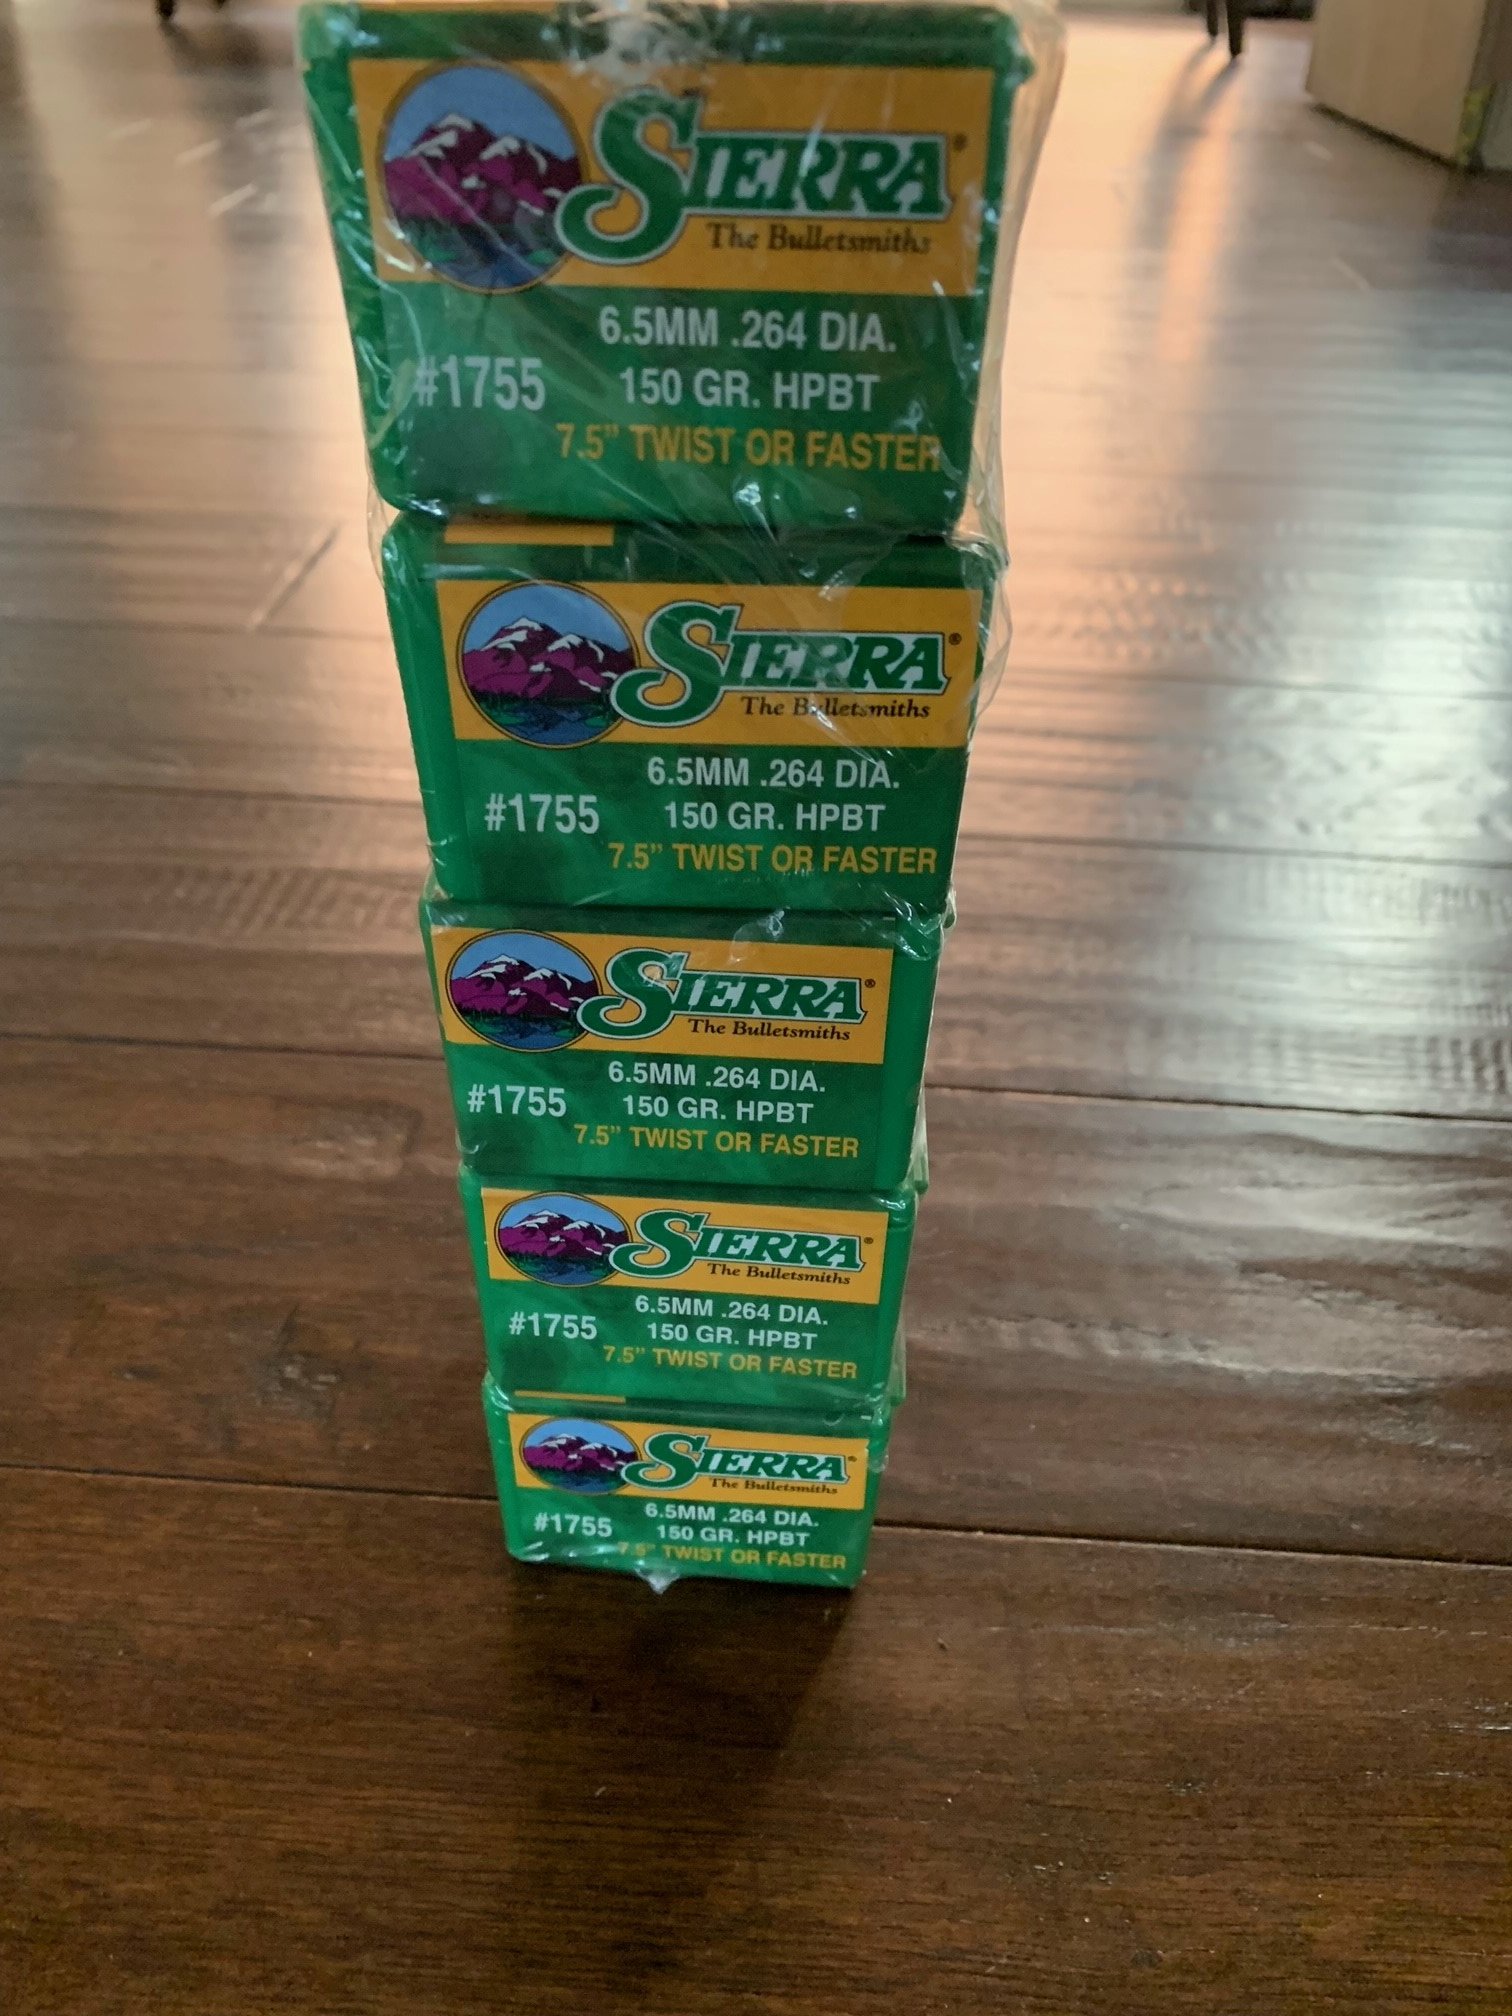 SIERRA®
The Bulletsmiths
6.5MM .264 DIA.
#1755 150 GR. HPBT
7.5” TWIST OR FASTER
SIERRA®
The Bulletsmiths
6.5MM .264 DIA.
#1755 150 GR. HPBT
7.5” TWIST OR FASTER
SIERRA®
The Bulletsmiths
6.5MM .264 DIA.
#1755 150 GR. HPBT
7.5” TWIST OR FASTER
SIERRA®
The Bulletsmiths
6.5MM .264 DIA.
#1755 150 GR. HPBT
7.5” TWIST OR FASTER
SIERRA®
The Bulletsmiths
6.5MM .264 DIA.
#1755 150 GR. HPBT
7.5” TWIST OR FASTER